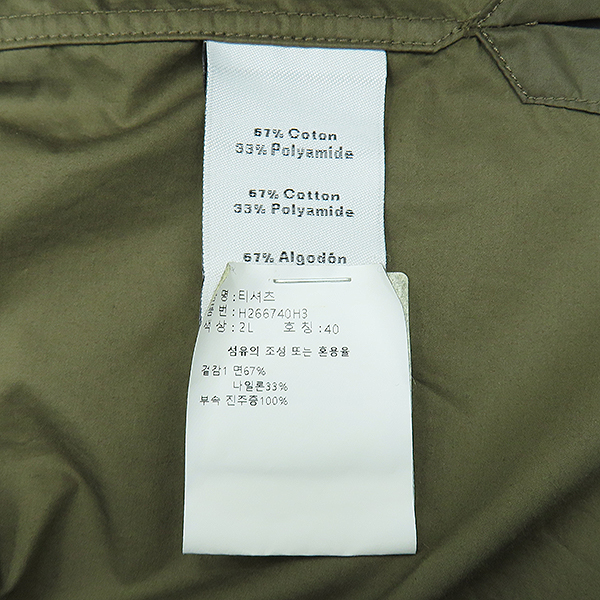 67% Coton
33% Polyamide
67% Cotton
33% Polyamide
67% Algodón
명 : 티셔츠
번 : H266740H3
색 상 : 2L 호 칭 : 40
섬유의 조성 또는 혼용율
겉감1 면67%
나일론33%
부속 진주층100%